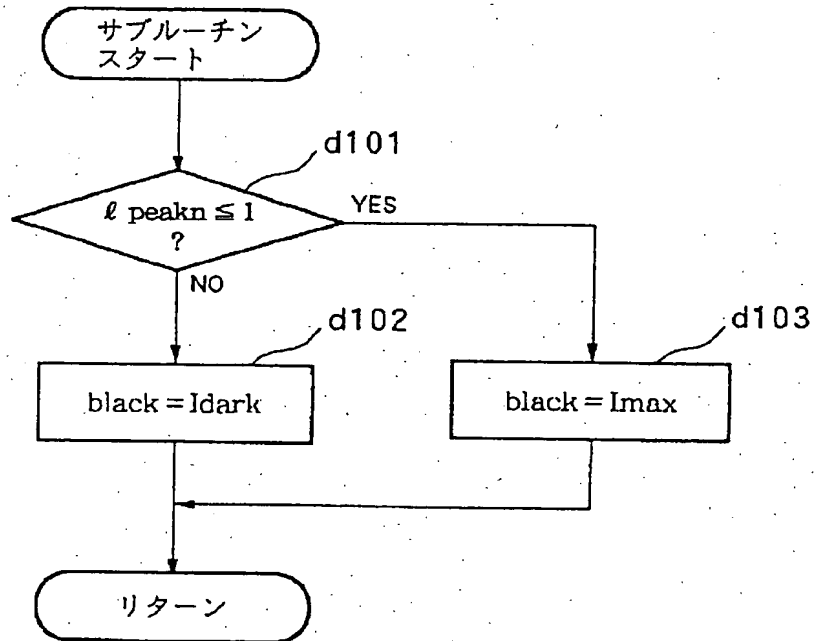 サブルーチン
スタート
d101
ℓ peakn ≦ 1
?
YES
NO
d102
d103
black = Idark
black = Imax
リターン